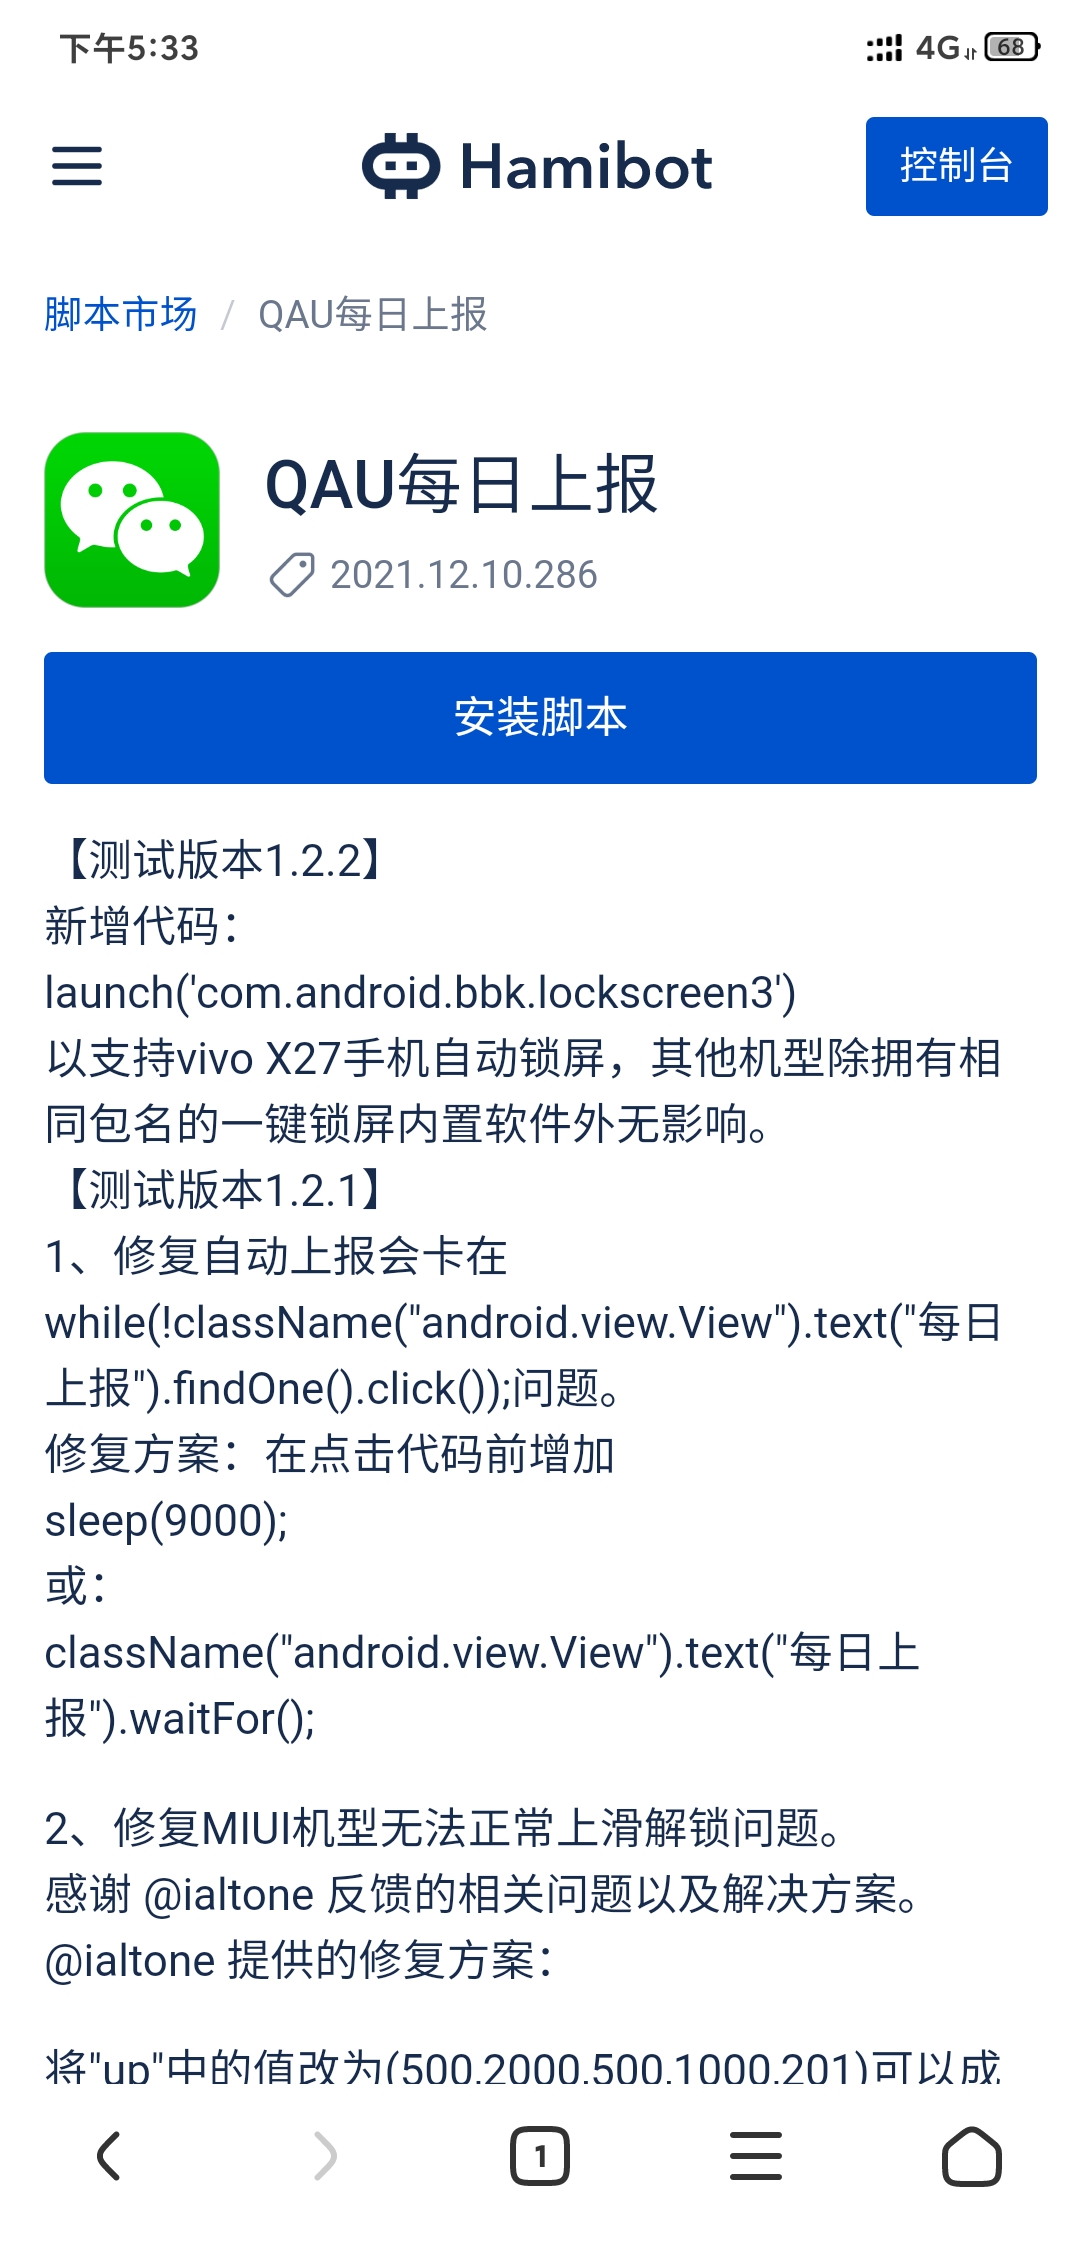 下午5:33
4G 68
Hamibot
控制台
脚本市场 / QAU每日上报
QAU每日上报
2021.12.10.286
安装脚本
【测试版本1.2.2】
新增代码：
launch('com.android.bbk.lockscreen3')
以支持vivo X27手机自动锁屏，其他机型除拥有相
同包名的一键锁屏内置软件外无影响。
【测试版本1.2.1】
1、修复自动上报会卡在
while(!className("android.view.View").text("每日
上报").findOne().click());问题。
修复方案：在点击代码前增加
sleep(9000);
或：
className("android.view.View").text("每日上
报").waitFor();
2、修复MIUI机型无法正常上滑解锁问题。
感谢 @ialtone 反馈的相关问题以及解决方案。
@ialtone 提供的修复方案：
将"up"中的值改为(500,2000,500,1000,201)可以成
1